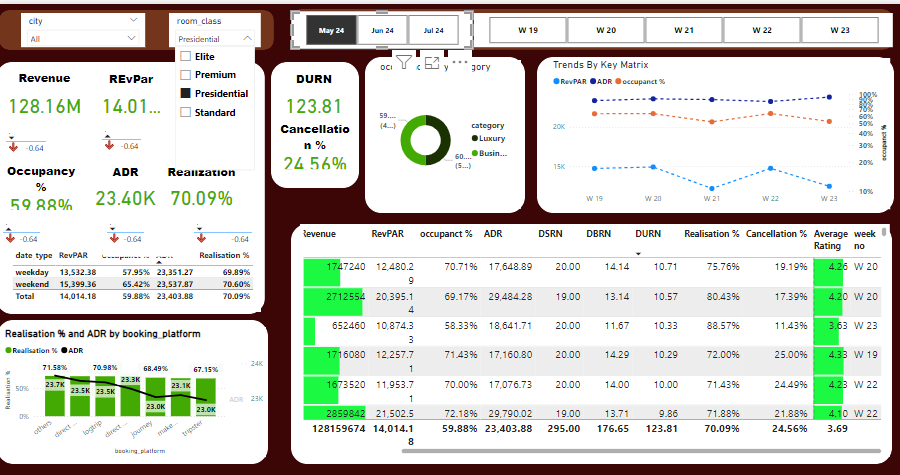 city
All
room_class
Presidential
Elite
Premium
Presidential
Standard
May 24
Jun 24
Jul 24
W 19
W 20
W 21
W 22
W 23
Revenue
128.16M
-0.64
REvPar
14.01...
-0.64
Occupancy
%
59.88%
-0.64
ADR
23.40K
-0.64
Realization
70.09%
-0.64
DURN
123.81
Cancellatio
n %
24.56%
date type RevPAR ADR Realisation %
weekday 13,532.38 57.95% 23,351.27 69.89%
weekend 15,399.36 65.42% 23,537.87 70.60%
Total 14,014.18 59.88% 23,403.88 70.09%
59....
(4...)
60....
(5...)
category
Luxury
Busin...
Trends By Key Matrix
RevPAR ADR occupanct %
20K
15K
100%
90%
80%
70%
60%
50%
40%
30%
20%
10%
occupanct %
W 19 W 20 W 21 W 22 W 23
Realisation % and ADR by booking_platform
Realisation % ADR
Realisation %
50%
0%
71.58% 70.98% 68.49% 67.15%
23.7K 23.5K 23.5K 23.3K 23.0K 23.1K 23.0K
24K
23K
ADR
others direct ... logtrip direct ... journey make... tripster
booking_platform
Revenue RevPAR occupanct % ADR DSRN DBRN DURN Realisation % Cancellation % Average Rating week no
1747240 12,480.29 70.71% 17,648.89 20.00 14.14 10.71 75.76% 19.19% 4.26 W 20
2712554 20,395.14 69.17% 29,484.28 19.00 13.14 10.57 80.43% 17.39% 4.20 W 20
652460 10,874.33 58.33% 18,641.71 20.00 11.67 10.33 88.57% 11.43% 3.63 W 23
1716080 12,257.71 71.43% 17,160.80 20.00 14.29 10.29 72.00% 25.00% 4.33 W 19
1673520 11,953.71 70.00% 17,076.73 20.00 14.00 10.00 71.43% 24.49% 4.23 W 22
2859842 21,502.5 72.18% 29,790.02 19.00 13.71 9.86 71.88% 21.88% 4.10 W 22
128159674 14,014.18 59.88% 23,403.88 295.00 176.65 123.81 70.09% 24.56% 3.69